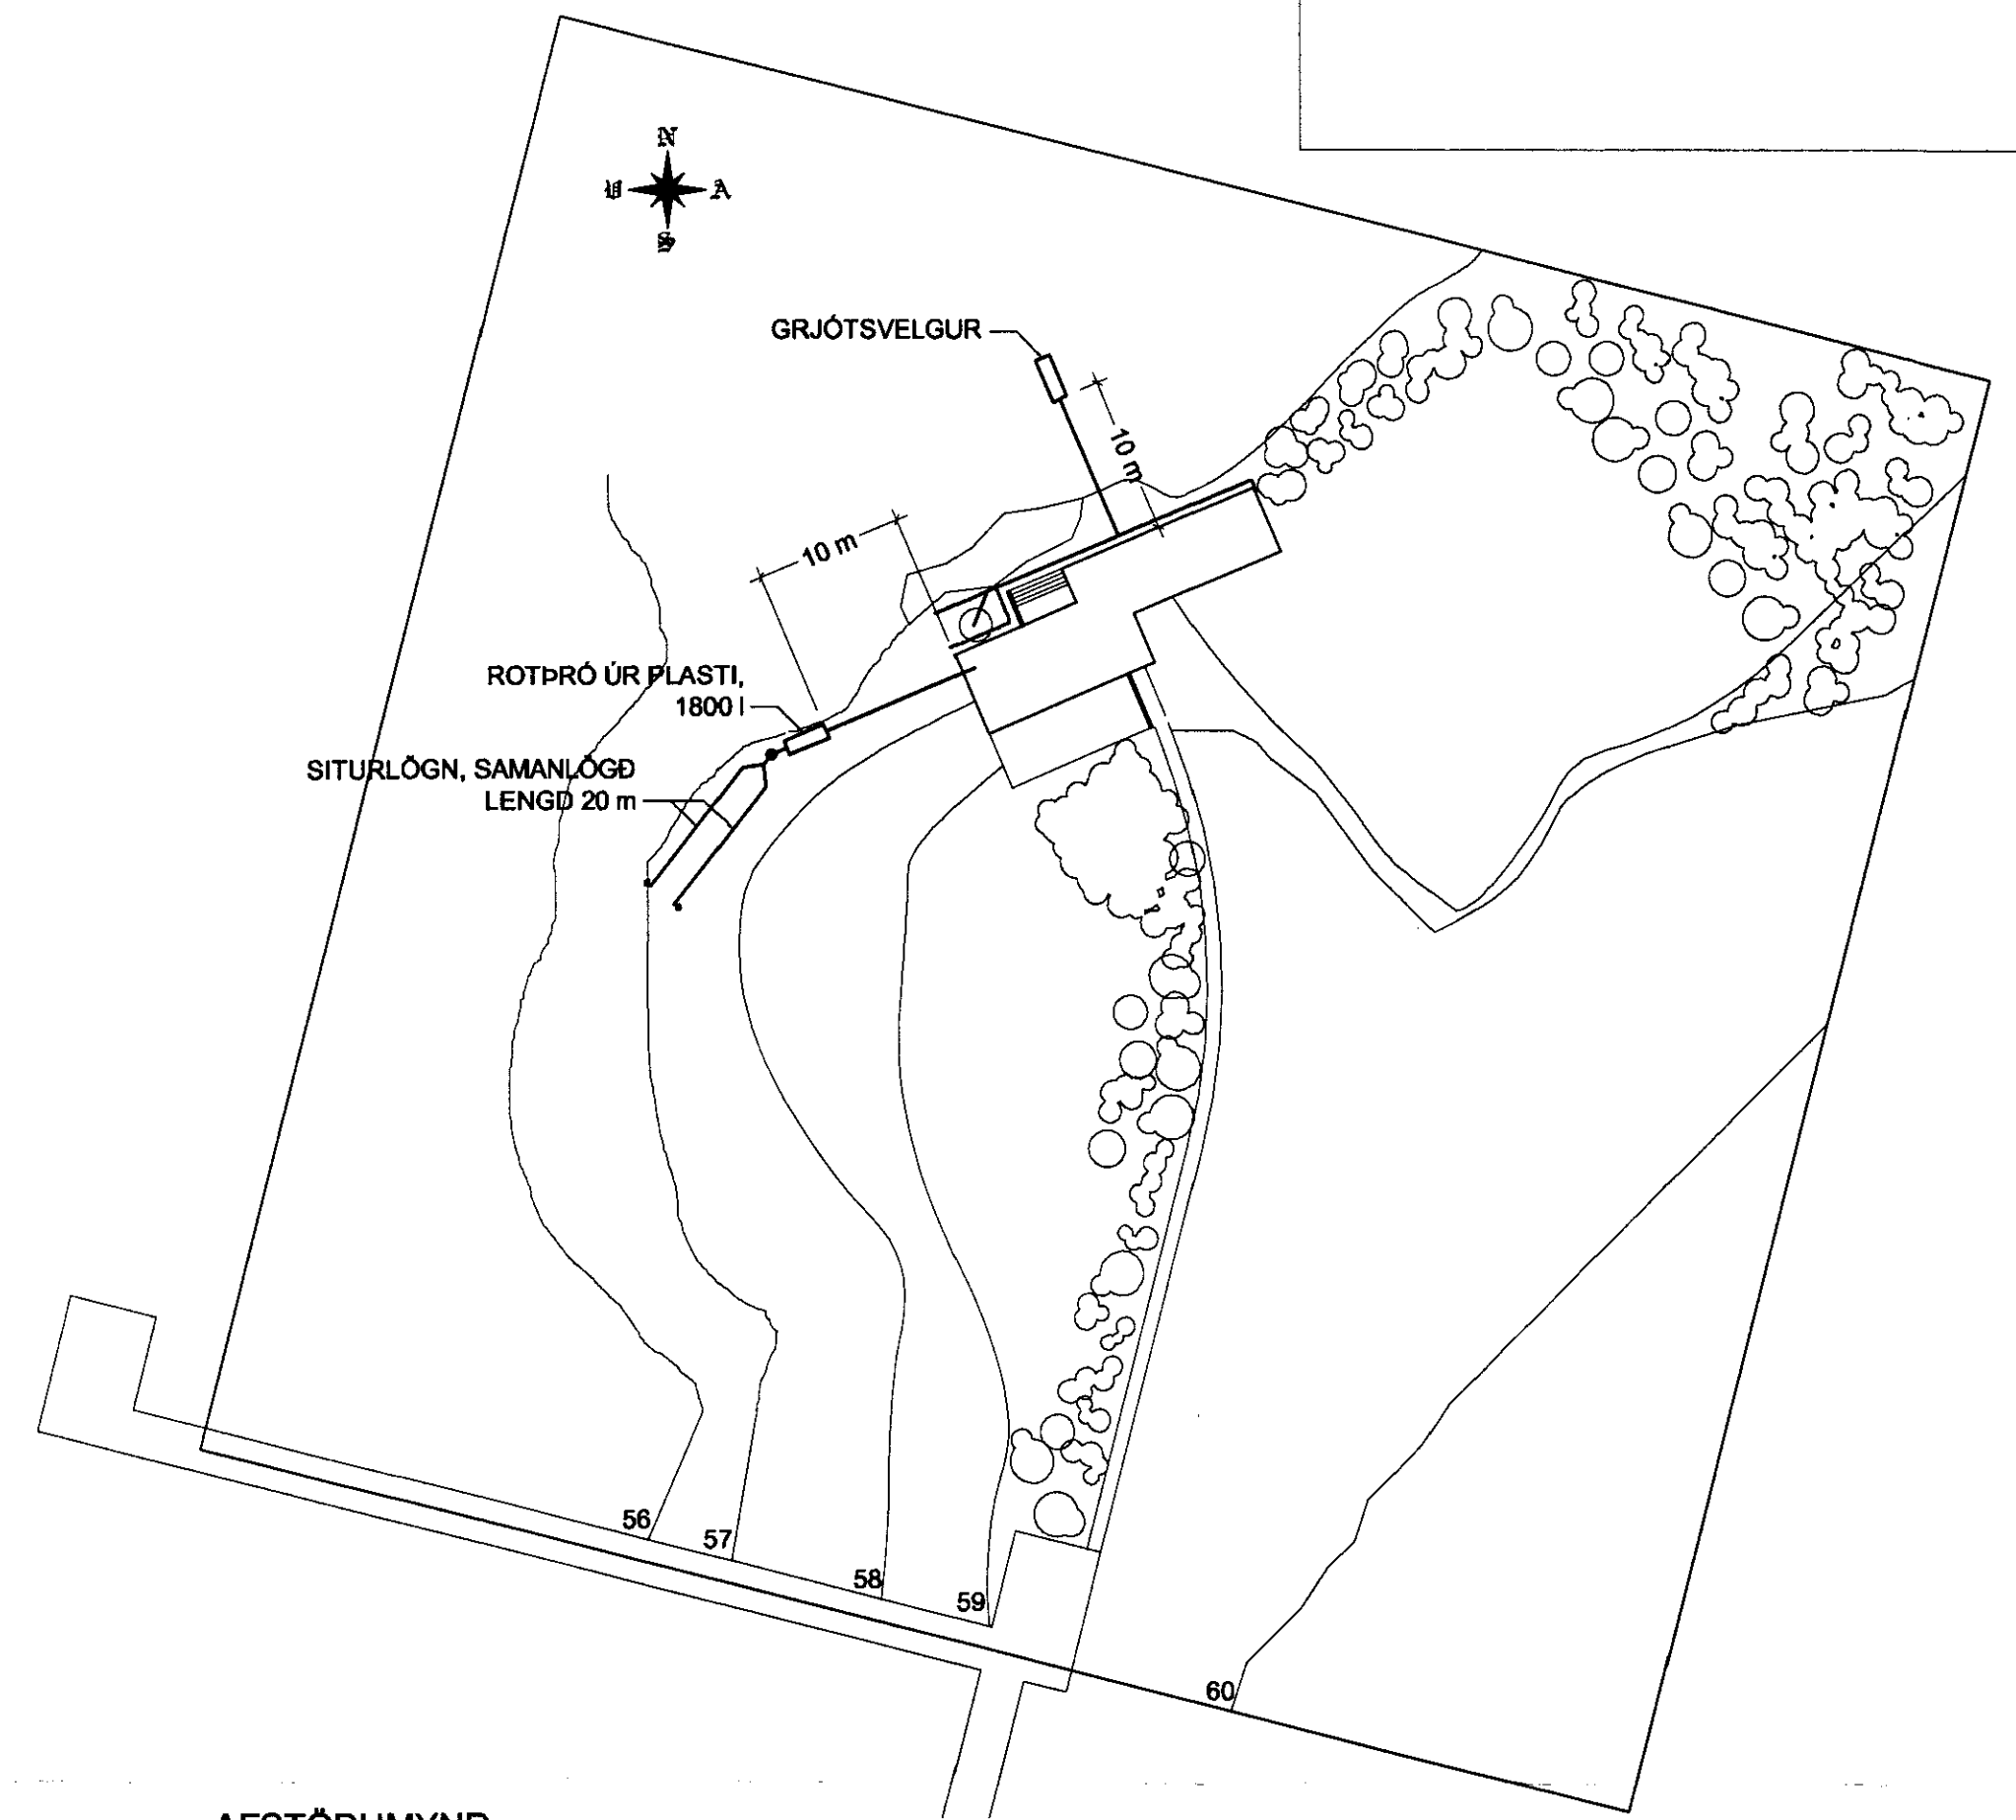 N
V A
S
GRJÓTSVELGUR
10 m
10 m
ROTÞRÓ ÚR PLASTI,
1800 l
SITURLÖGN, SAMANLÖGÐ
LENGD 20 m
56
57
58
59
60